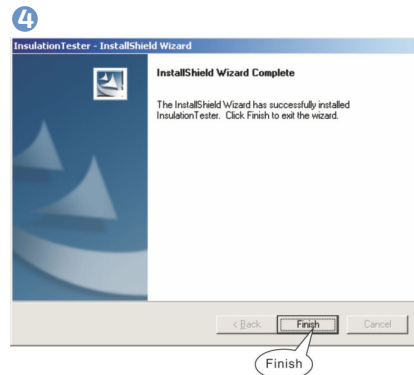 4
InsulationTester - InstallShield Wizard
InstallShield Wizard Complete
The InstallShield Wizard has successfully installed
InsulationTester. Click Finish to exit the wizard.
< Back Finish Cancel
Finish